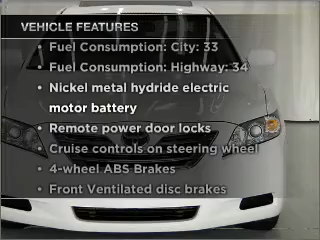 VEHICLE FEATURES
• Fuel Consumption: City: 33
• Fuel Consumption: Highway: 34
• Nickel metal hydride electric
motor battery
• Remote power door locks
• Cruise controls on steering wheel
• 4-wheel ABS Brakes
• Front Ventilated disc brakes